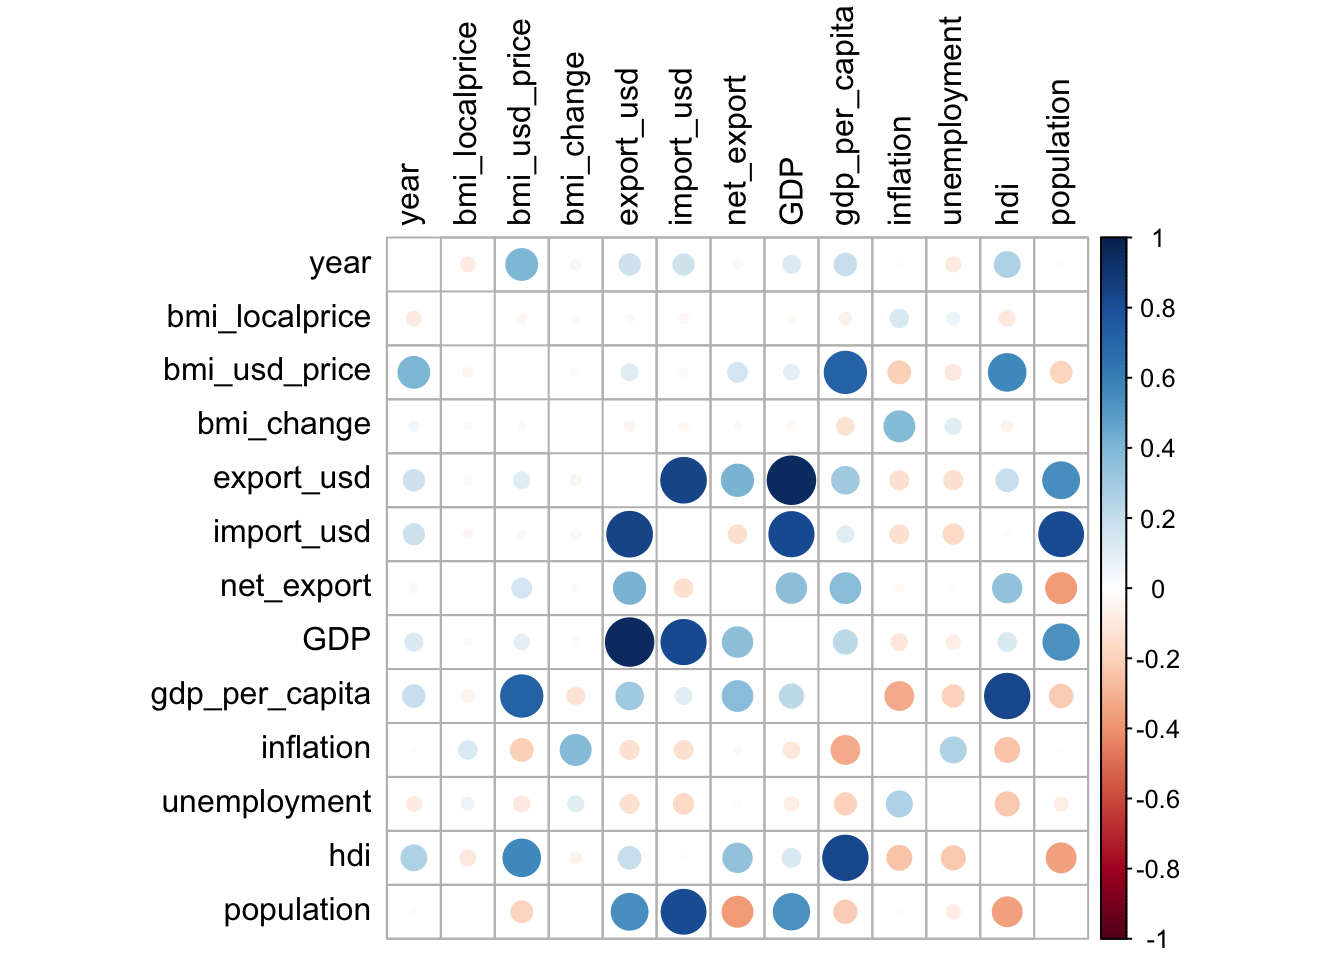 year
bmi_localprice
bmi_usd_price
bmi_change
export_usd
import_usd
net_export
GDP
gdp_per_capita
inflation
unemployment
hdi
population
year
bmi_localprice
bmi_usd_price
bmi_change
export_usd
import_usd
net_export
GDP
gdp_per_capita
inflation
unemployment
hdi
population
1
0.8
0.6
0.4
0.2
0
-0.2
-0.4
-0.6
-0.8
-1